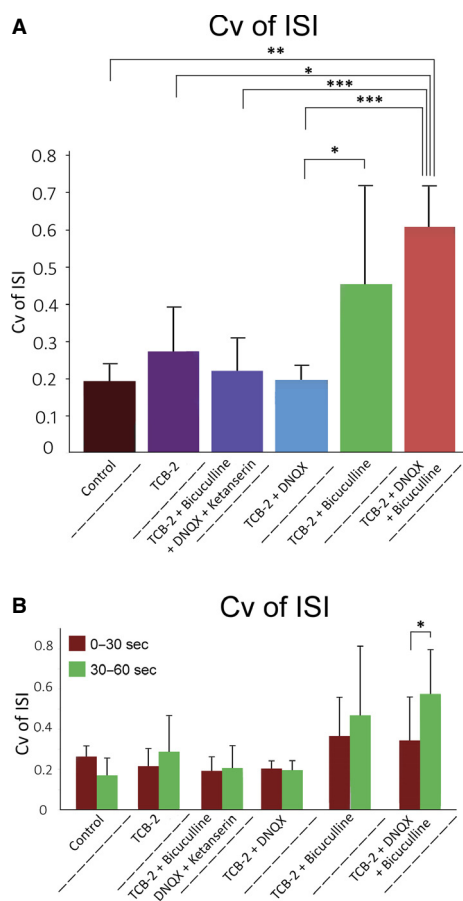 A
Cv of ISI
**
*
***
***
*
0.8
0.7
0.6
0.5
0.4
0.3
0.2
0.1
0
Cv of ISI
Control
TCB-2
TCB-2 + Bicuculline
+ DNQX + Ketanserin
TCB-2 + DNQX
TCB-2 + Bicuculline
TCB-2 + DNQX
+ Bicuculline
B
Cv of ISI
0–30 sec
30–60 sec
*
0.8
0.6
0.4
0.2
0
Cv of ISI
Control
TCB-2
TCB-2 + Bicuculline
DNQX + Ketanserin
TCB-2 + DNQX
TCB-2 + Bicuculline
TCB-2 + DNQX
+ Bicuculline